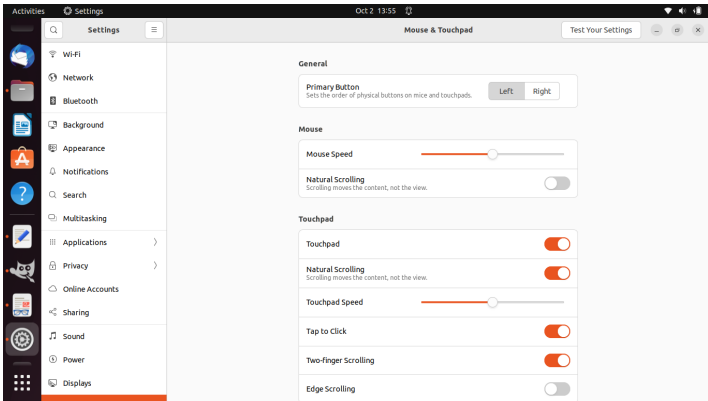 Activities
Settings
Oct 2 13:55
Settings
Mouse & Touchpad
Test Your Settings
Wi-Fi
Network
Bluetooth
Background
Appearance
Notifications
Search
Multitasking
Applications
Privacy
Online Accounts
Sharing
Sound
Power
Displays
General
Primary Button
Sets the order of physical buttons on mice and touchpads.
Left
Right
Mouse
Mouse Speed
Natural Scrolling
Scrolling moves the content, not the view.
Touchpad
Touchpad
Natural Scrolling
Scrolling moves the content, not the view.
Touchpad Speed
Tap to Click
Two-finger Scrolling
Edge Scrolling